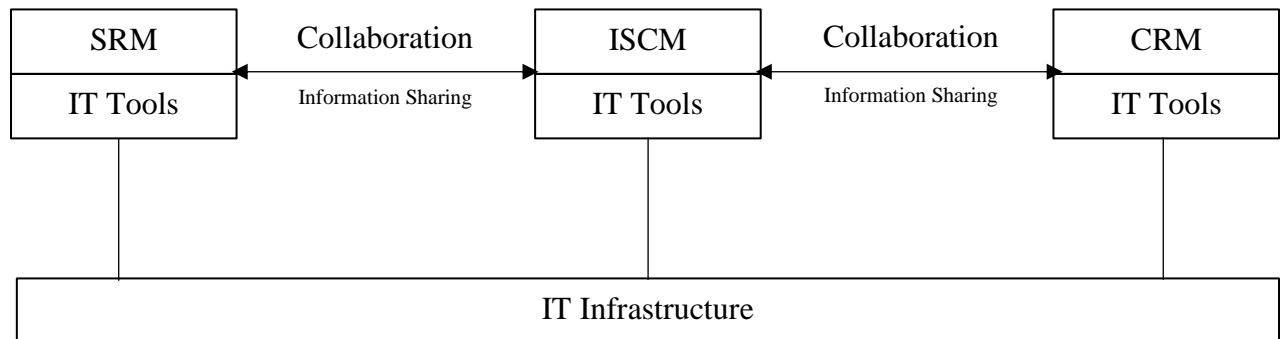 SRM
Collaboration
ISCM
Collaboration
CRM
IT Tools
Information Sharing
IT Tools
Information Sharing
IT Tools
IT Infrastructure